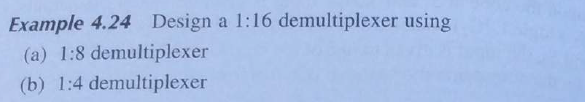 Example 4.24 Design a 1:16 demultiplexer using
(a) 1:8 demultiplexer
(b) 1:4 demultiplexer